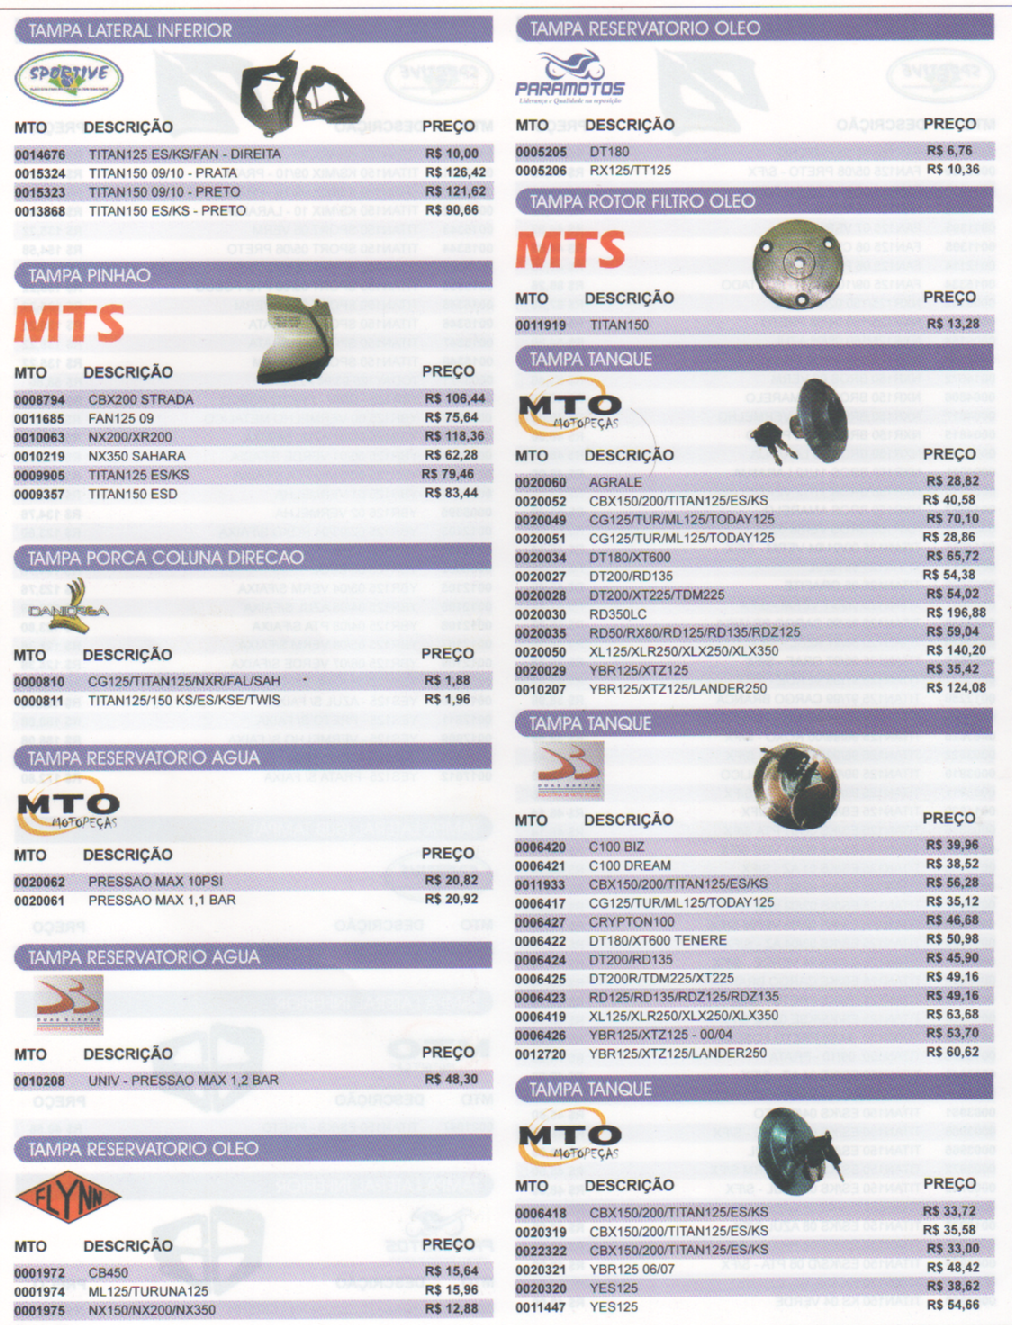 TAMPA LATERAL INFERIOR
SPORTIVE
MTO DESCRIÇÃO PREÇO
0014676 TITAN125 ES/KS/FAN - DIREITA R$ 10,00
0015324 TITAN150 09/10 - PRATA R$ 126,42
0015323 TITAN150 09/10 - PRETO R$ 121,62
0013868 TITAN150 ES/KS - PRETO R$ 90,66
TAMPA PINHAO
MTS
MTO DESCRIÇÃO PREÇO
0008794 CBX200 STRADA R$ 106,44
0011685 FAN125 09 R$ 75,64
0010063 NX200/XR200 R$ 118,36
0010219 NX350 SAHARA R$ 62,28
0009905 TITAN125 ES/KS R$ 79,46
0009357 TITAN150 ESD R$ 83,44
TAMPA PORCA COLUNA DIRECAO
DANIDREA
MTO DESCRIÇÃO PREÇO
0000810 CG125/TITAN125/NXR/FAL/SAH R$ 1,88
0000811 TITAN125/150 KS/ES/KSE/TWIS R$ 1,96
TAMPA RESERVATORIO AGUA
MTO
MOTOPEÇAS
MTO DESCRIÇÃO PREÇO
0020062 PRESSAO MAX 10PSI R$ 20,82
0020061 PRESSAO MAX 1,1 BAR R$ 20,92
TAMPA RESERVATORIO AGUA
MTO DESCRIÇÃO PREÇO
0010208 UNIV - PRESSAO MAX 1,2 BAR R$ 48,30
TAMPA RESERVATORIO OLEO
FLYNN
MTO DESCRIÇÃO PREÇO
0001972 CB450 R$ 15,64
0001974 ML125/TURUNA125 R$ 15,96
0001975 NX150/NX200/NX350 R$ 12,88
TAMPA RESERVATORIO OLEO
PARAMOTOS
Liderança e Qualidade na reposição
MTO DESCRIÇÃO PREÇO
0005205 DT180 R$ 6,76
0005206 RX125/TT125 R$ 10,36
TAMPA ROTOR FILTRO OLEO
MTS
MTO DESCRIÇÃO PREÇO
0011919 TITAN150 R$ 13,28
TAMPA TANQUE
MTO
MOTOPEÇAS
MTO DESCRIÇÃO PREÇO
0020060 AGRALE R$ 28,82
0020052 CBX150/200/TITAN125/ES/KS R$ 40,58
0020049 CG125/TUR/ML125/TODAY125 R$ 70,10
0020051 CG125/TUR/ML125/TODAY125 R$ 28,86
0020034 DT180/XT600 R$ 65,72
0020027 DT200/RD135 R$ 54,38
0020028 DT200/XT225/TDM225 R$ 54,02
0020030 RD350LC R$ 196,88
0020035 RD50/RX80/RD125/RD135/RDZ125 R$ 59,04
0020050 XL125/XLR250/XLX250/XLX350 R$ 140,20
0020029 YBR125/XTZ125 R$ 35,42
0010207 YBR125/XTZ125/LANDER250 R$ 124,08
TAMPA TANQUE
MTO DESCRIÇÃO PREÇO
0006420 C100 BIZ R$ 39,96
0006421 C100 DREAM R$ 38,52
0011933 CBX150/200/TITAN125/ES/KS R$ 56,28
0006417 CG125/TUR/ML125/TODAY125 R$ 35,12
0006427 CRYPTON100 R$ 46,68
0006422 DT180/XT600 TENERE R$ 50,98
0006424 DT200/RD135 R$ 45,90
0006425 DT200R/TDM225/XT225 R$ 49,16
0006423 RD125/RD135/RDZ125/RDZ135 R$ 49,16
0006419 XL125/XLR250/XLX250/XLX350 R$ 63,68
0006426 YBR125/XTZ125 - 00/04 R$ 53,70
0012720 YBR125/XTZ125/LANDER250 R$ 60,62
TAMPA TANQUE
MTO
MOTOPEÇAS
MTO DESCRIÇÃO PREÇO
0006418 CBX150/200/TITAN125/ES/KS R$ 33,72
0020319 CBX150/200/TITAN125/ES/KS R$ 35,58
0022322 CBX150/200/TITAN125/ES/KS R$ 33,00
0020321 YBR125 06/07 R$ 48,42
0020320 YES125 R$ 38,62
0011447 YES125 R$ 54,66